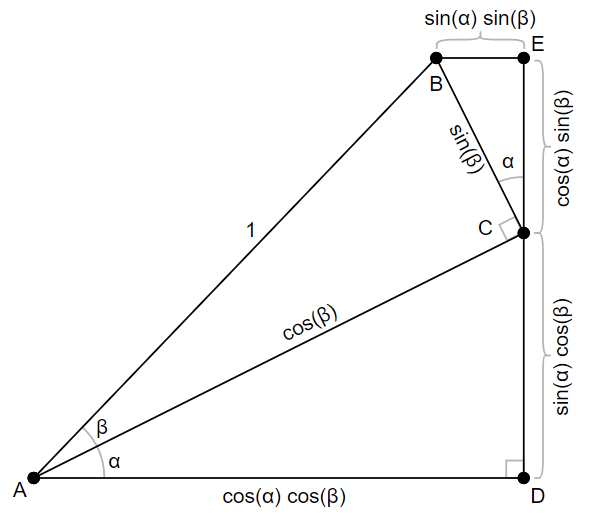 sin(α) sin(β)
E
B
cos(α) sin(β)
sin(β)
α
1
C
cos(β)
sin(α) cos(β)
β
α
A
D
cos(α) cos(β)